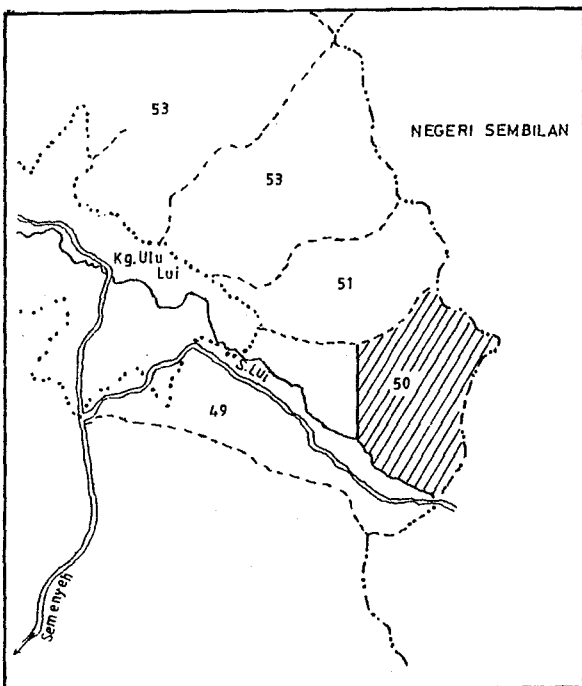 53
NEGERI SEMBILAN
53
Kg. Ulu
Lui
51
S. Lui
50
49
Semenyeh